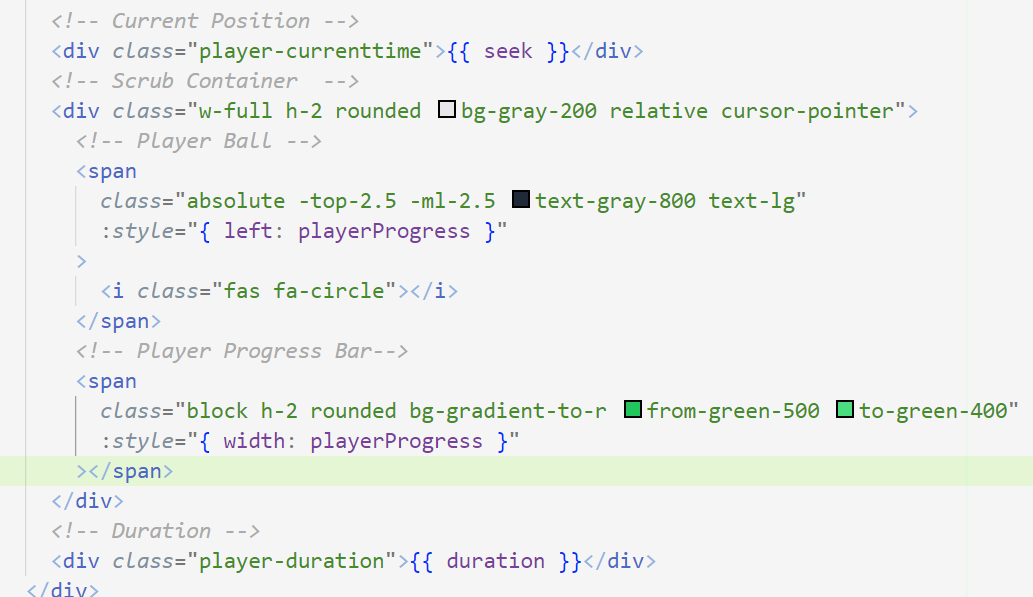 <!-- Current Position -->
<div class="player-currenttime">{{ seek }}</div>
<!-- Scrub Container  -->
<div class="w-full h-2 rounded bg-gray-200 relative cursor-pointer">
<!-- Player Ball -->
<span
class="absolute -top-2.5 -ml-2.5 text-gray-800 text-lg"
:style="{ left: playerProgress }"
>
<i class="fas fa-circle"></i>
</span>
<!-- Player Progress Bar-->
<span
class="block h-2 rounded bg-gradient-to-r from-green-500 to-green-400"
:style="{ width: playerProgress }"
></span>
</div>
<!-- Duration -->
<div class="player-duration">{{ duration }}</div>
</div>